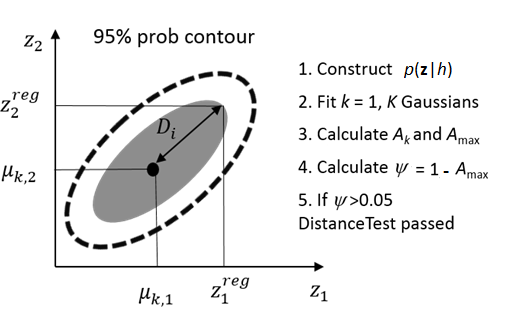 z₂
95% prob contour
z₂ʳᵉᵍ
Dᵢ
μₖ,₂
μₖ,₁
z₁ʳᵉᵍ
z₁
1. Construct p(𝐳|h)
2. Fit k = 1, K Gaussians
3. Calculate Aₖ and Aₘₐₓ
4. Calculate ψ = 1 - Aₘₐₓ
5. If ψ>0.05
DistanceTest passed